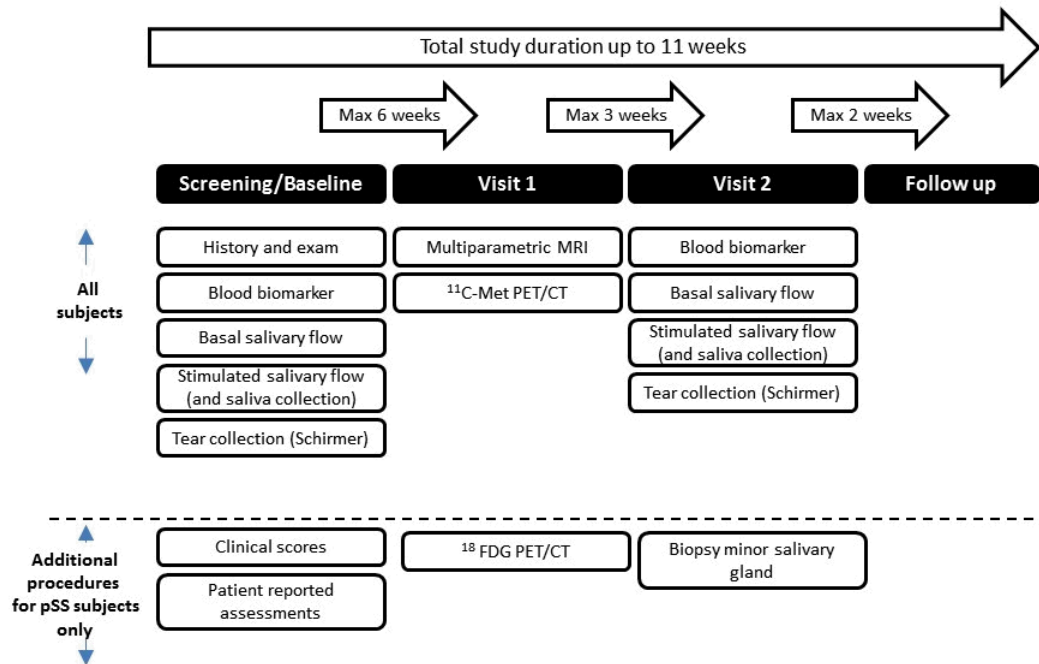 Total study duration up to 11 weeks
Max 6 weeks
Max 3 weeks
Max 2 weeks
Screening/Baseline
Visit 1
Visit 2
Follow up
All
subjects
History and exam
Blood biomarker
Basal salivary flow
Stimulated salivary flow
(and saliva collection)
Tear collection (Schirmer)
Multiparametric MRI
¹¹C-Met PET/CT
Blood biomarker
Basal salivary flow
Stimulated salivary flow
(and saliva collection)
Tear collection (Schirmer)
Additional
procedures
for pSS subjects
only
Clinical scores
Patient reported
assessments
¹⁸ FDG PET/CT
Biopsy minor salivary
gland